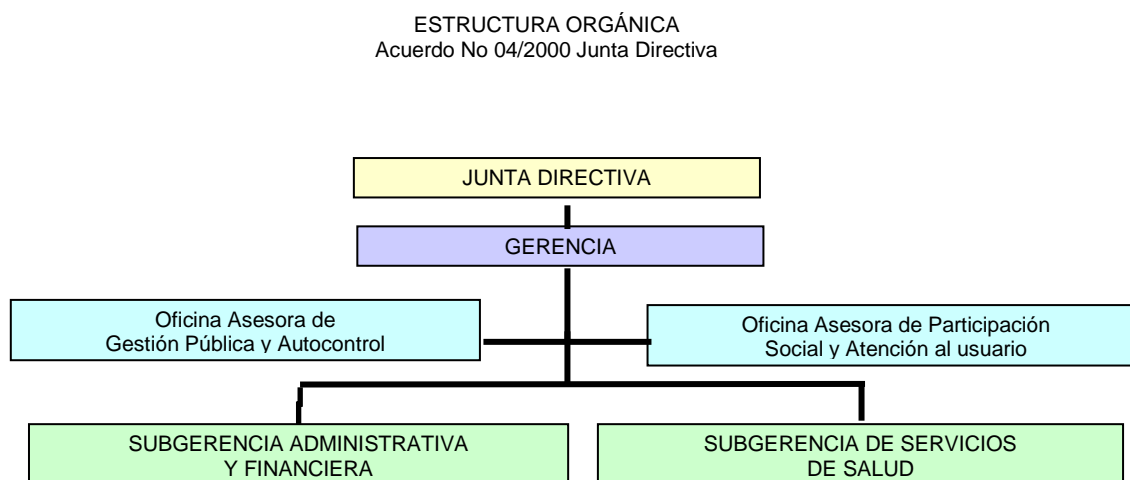 ESTRUCTURA ORGÁNICA
Acuerdo No 04/2000 Junta Directiva
JUNTA DIRECTIVA
GERENCIA
Oficina Asesora de
Gestión Pública y Autocontrol
Oficina Asesora de Participación
Social y Atención al usuario
SUBGERENCIA ADMINISTRATIVA
Y FINANCIERA
SUBGERENCIA DE SERVICIOS
DE SALUD